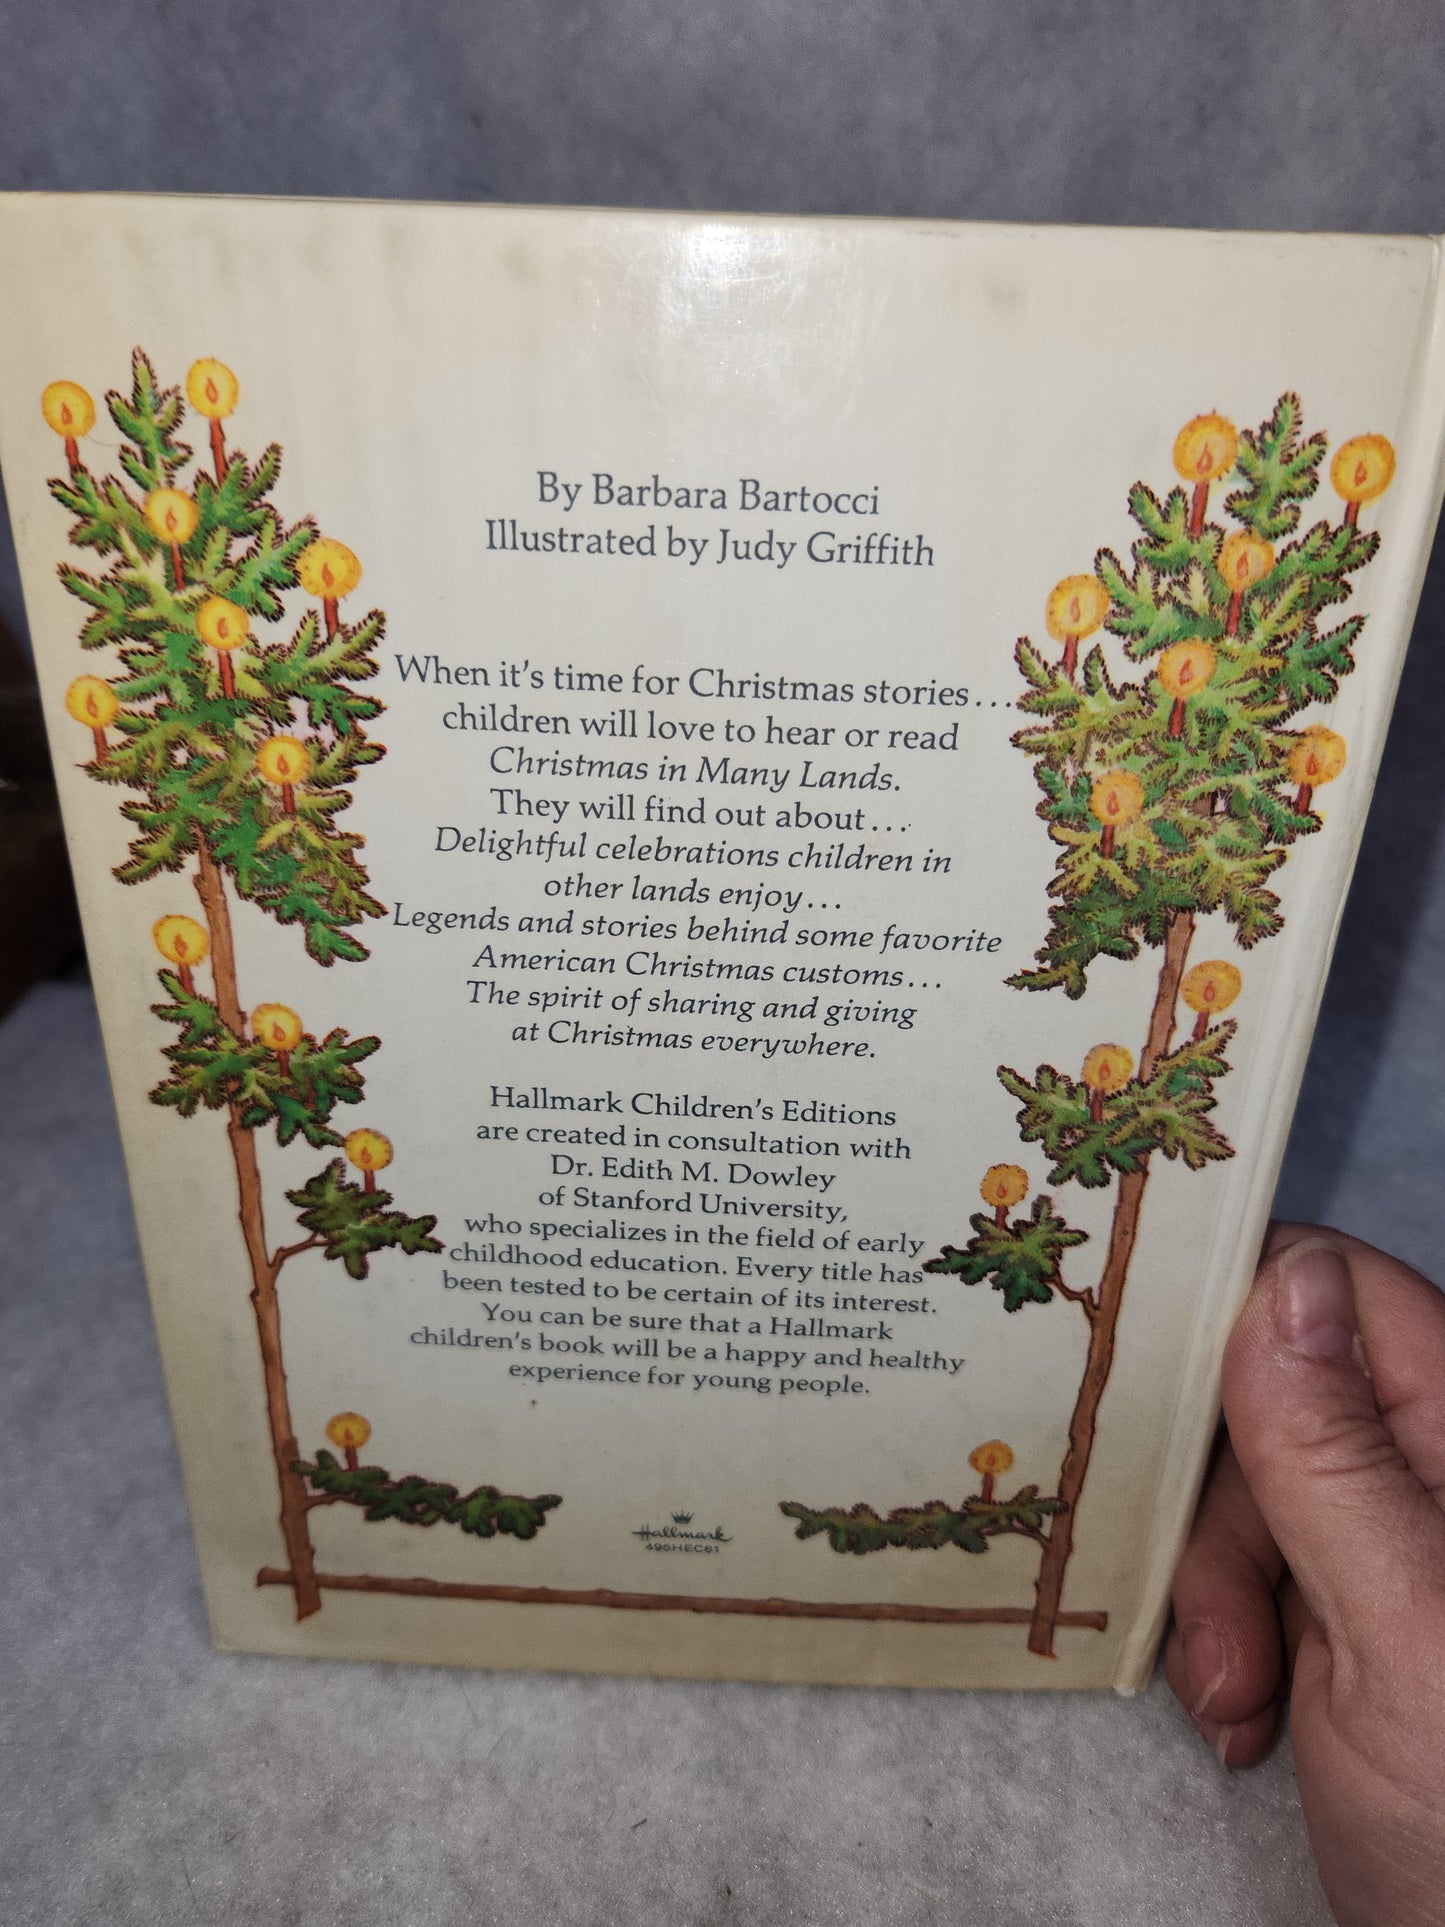 By Barbara Bartocci
Illustrated by Judy Griffith
When it's time for Christmas stories...
children will love to hear or read
Christmas in Many Lands.
They will find out about...
Delightful celebrations children in
other lands enjoy...
Legends and stories behind some favorite
American Christmas customs...
The spirit of sharing and giving
at Christmas everywhere.
Hallmark Children's Editions
are created in consultation with
Dr. Edith M. Dowley
of Stanford University,
who specializes in the field of early
childhood education. Every title has
been tested to be certain of its interest.
You can be sure that a Hallmark
children's book will be a happy and healthy
experience for young people.
Hallmark
495HEC61